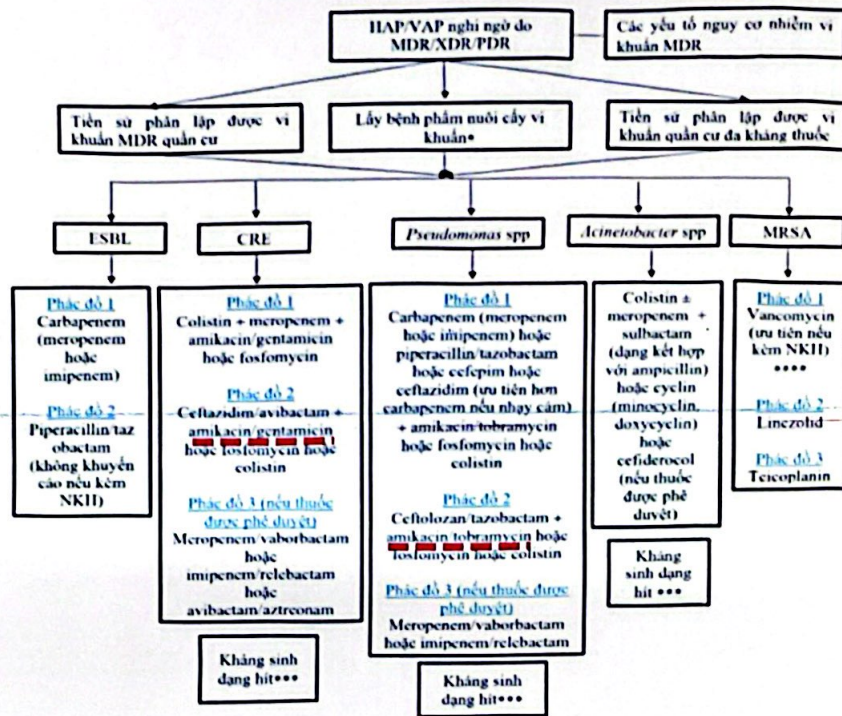 HAP/VAP nghi ngờ do
MDR/XDR/PDR
Các yếu tố nguy cơ nhiễm vi
khuẩn MDR
Tiền sử phân lập được vi
khuẩn MDR quần cư
Lấy bệnh phẩm nuôi cấy vi
khuẩn•
Tiền sử phân lập được vi
khuẩn quần cư đa kháng thuốc
ESBL
CRE
Pseudomonas spp
Acinetobacter spp
MRSA
Phác đồ 1
Carbapenem
(meropenem
hoặc
imipenem)
Phác đồ 2
Piperacillin/taz
obactam
(không khuyến
cáo nếu kèm
NKH)
Phác đồ 1
Colistin + meropenem +
amikacin/gentamicin
hoặc fosfomycin
Phác đồ 2
Ceftazidim/avibactam +
amikacin/gentamicin
hoặc fosfomycin hoặc
colistin
Phác đồ 3 (nếu thuốc
được phê duyệt)
Meropenem/vaborbactam
hoặc
imipenem/relebactam
hoặc
avibactam/aztreonam
Kháng sinh
dạng hít•••
Phác đồ 1
Carbapenem (meropenem
hoặc imipenem) hoặc
piperacillin/tazobactam
hoặc cefepim hoặc
ceftazidim (ưu tiên hơn
carbapenem nếu nhạy cảm)
+ amikacin/tobramycin
hoặc fosfomycin hoặc
colistin
Phác đồ 2
Ceftolozan/tazobactam +
amikacin/tobramycin hoặc
fosfomycin hoặc colistin
Phác đồ 3 (nếu thuốc được
phê duyệt)
Meropenem/vaborbactam
hoặc imipenem/relebactam
Kháng sinh
dạng hít•••
Colistin ±
meropenem +
sulbactam
(dạng kết hợp
với ampicillin)
hoặc cyclin
(minocyclin,
doxycyclin)
hoặc
cefiderocol
(nếu thuốc
được phê
duyệt)
Kháng
sinh dạng
hít •••
Phác đồ 1
Vancomycin
(ưu tiên nếu
kèm NKH)
••••
Phác đồ 2
Linezolid
Phác đồ 3
Teicoplanin